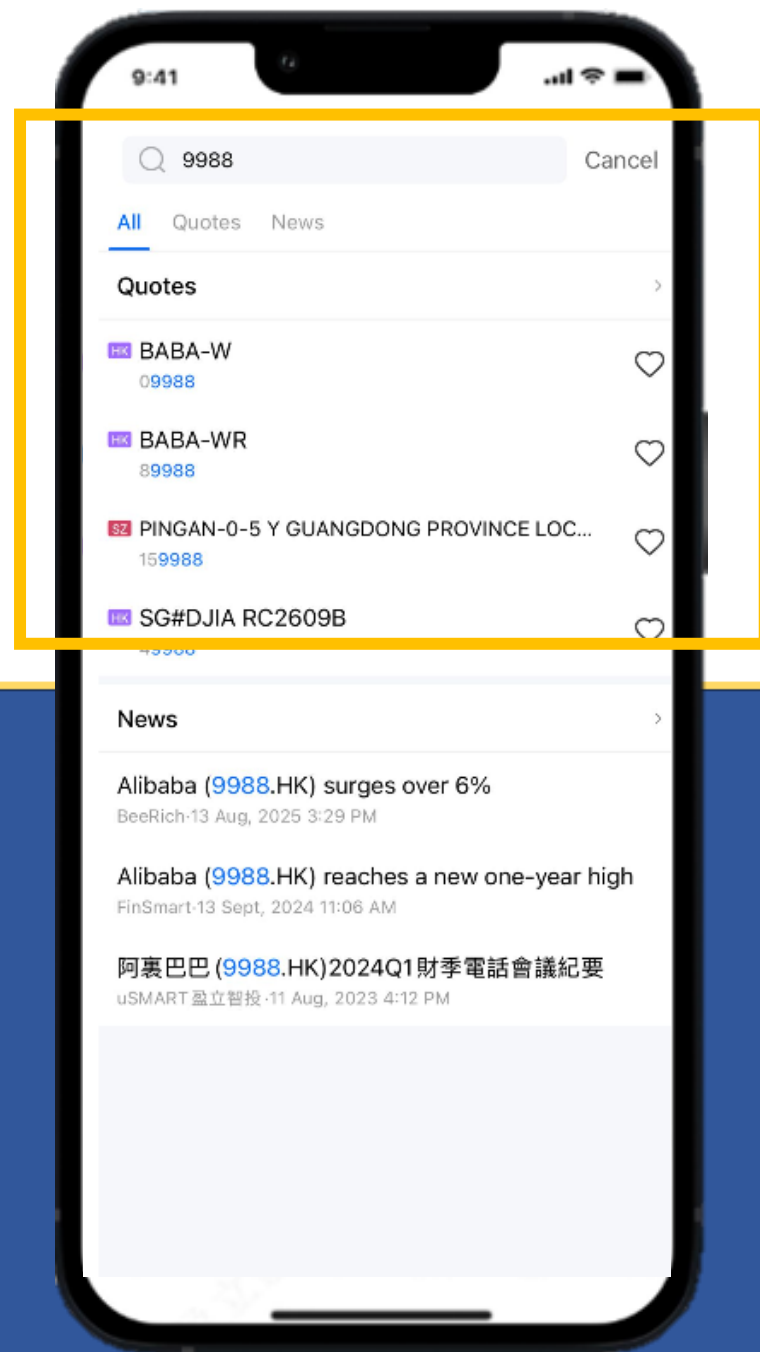 9:41
9988
Cancel
All Quotes News
Quotes
HK BABA-W
09988
HK BABA-WR
89988
SZ PINGAN-0-5 Y GUANGDONG PROVINCE LOC...
159988
HK SG#DJIA RC2609B
49988
News
Alibaba (9988.HK) surges over 6%
BeeRich·13 Aug, 2025 3:29 PM
Alibaba (9988.HK) reaches a new one-year high
FinSmart·13 Sept, 2024 11:06 AM
阿裏巴巴(9988.HK)2024Q1財季電話會議紀要
uSMART盈立智投·11 Aug, 2023 4:12 PM